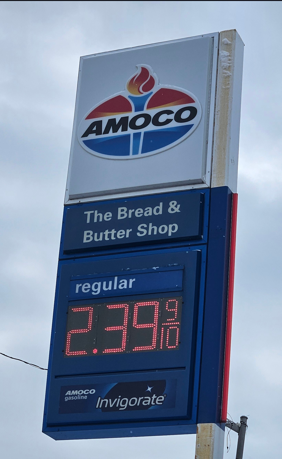 AMOCO
The Bread &
Butter Shop
regular
2.39 9/10
AMOCO
gasoline
Invigorate